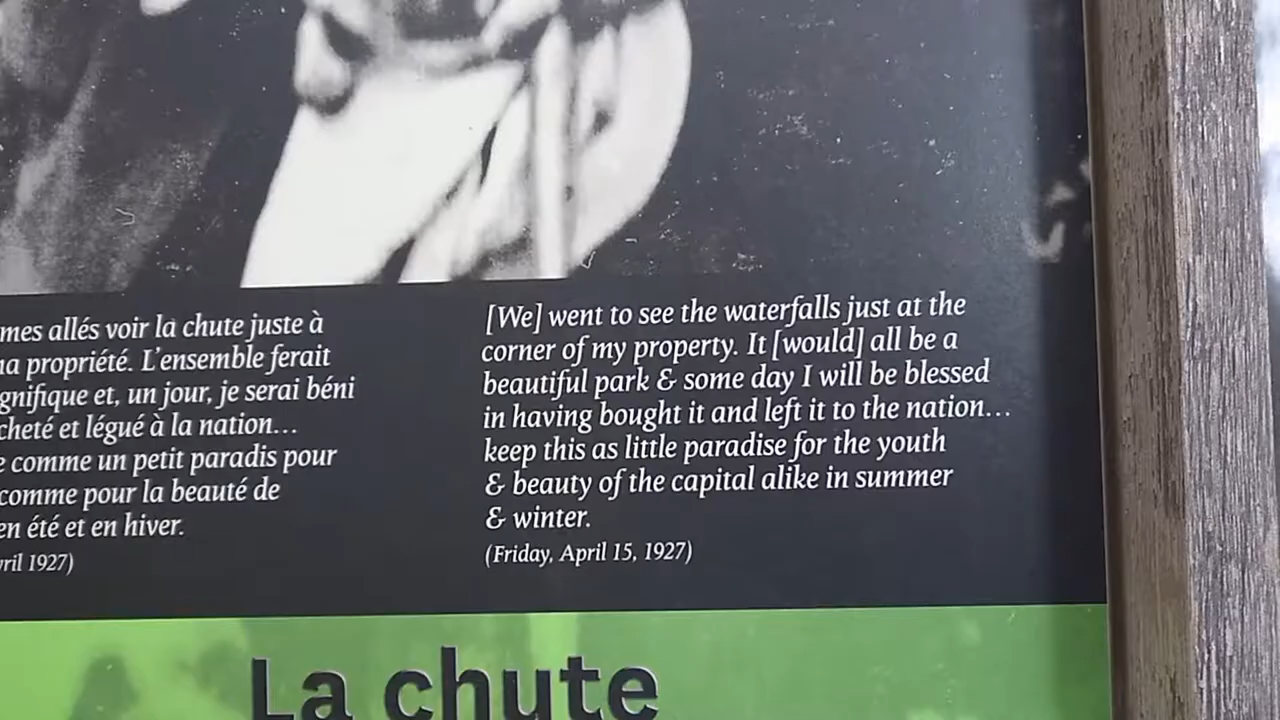 mes allés voir la chute juste à
propriété. L'ensemble ferait
et, un jour, je serai béni
et légué à la nation...
comme un petit paradis pour
comme pour la beauté de
en été et en hiver.
1927)
[We] went to see the waterfalls just at the
corner of my property. It [would] all be a
beautiful park & some day I will be blessed
in having bought it and left it to the nation...
keep this as little paradise for the youth
& beauty of the capital alike in summer
& winter.
(Friday, April 15, 1927)
La chute